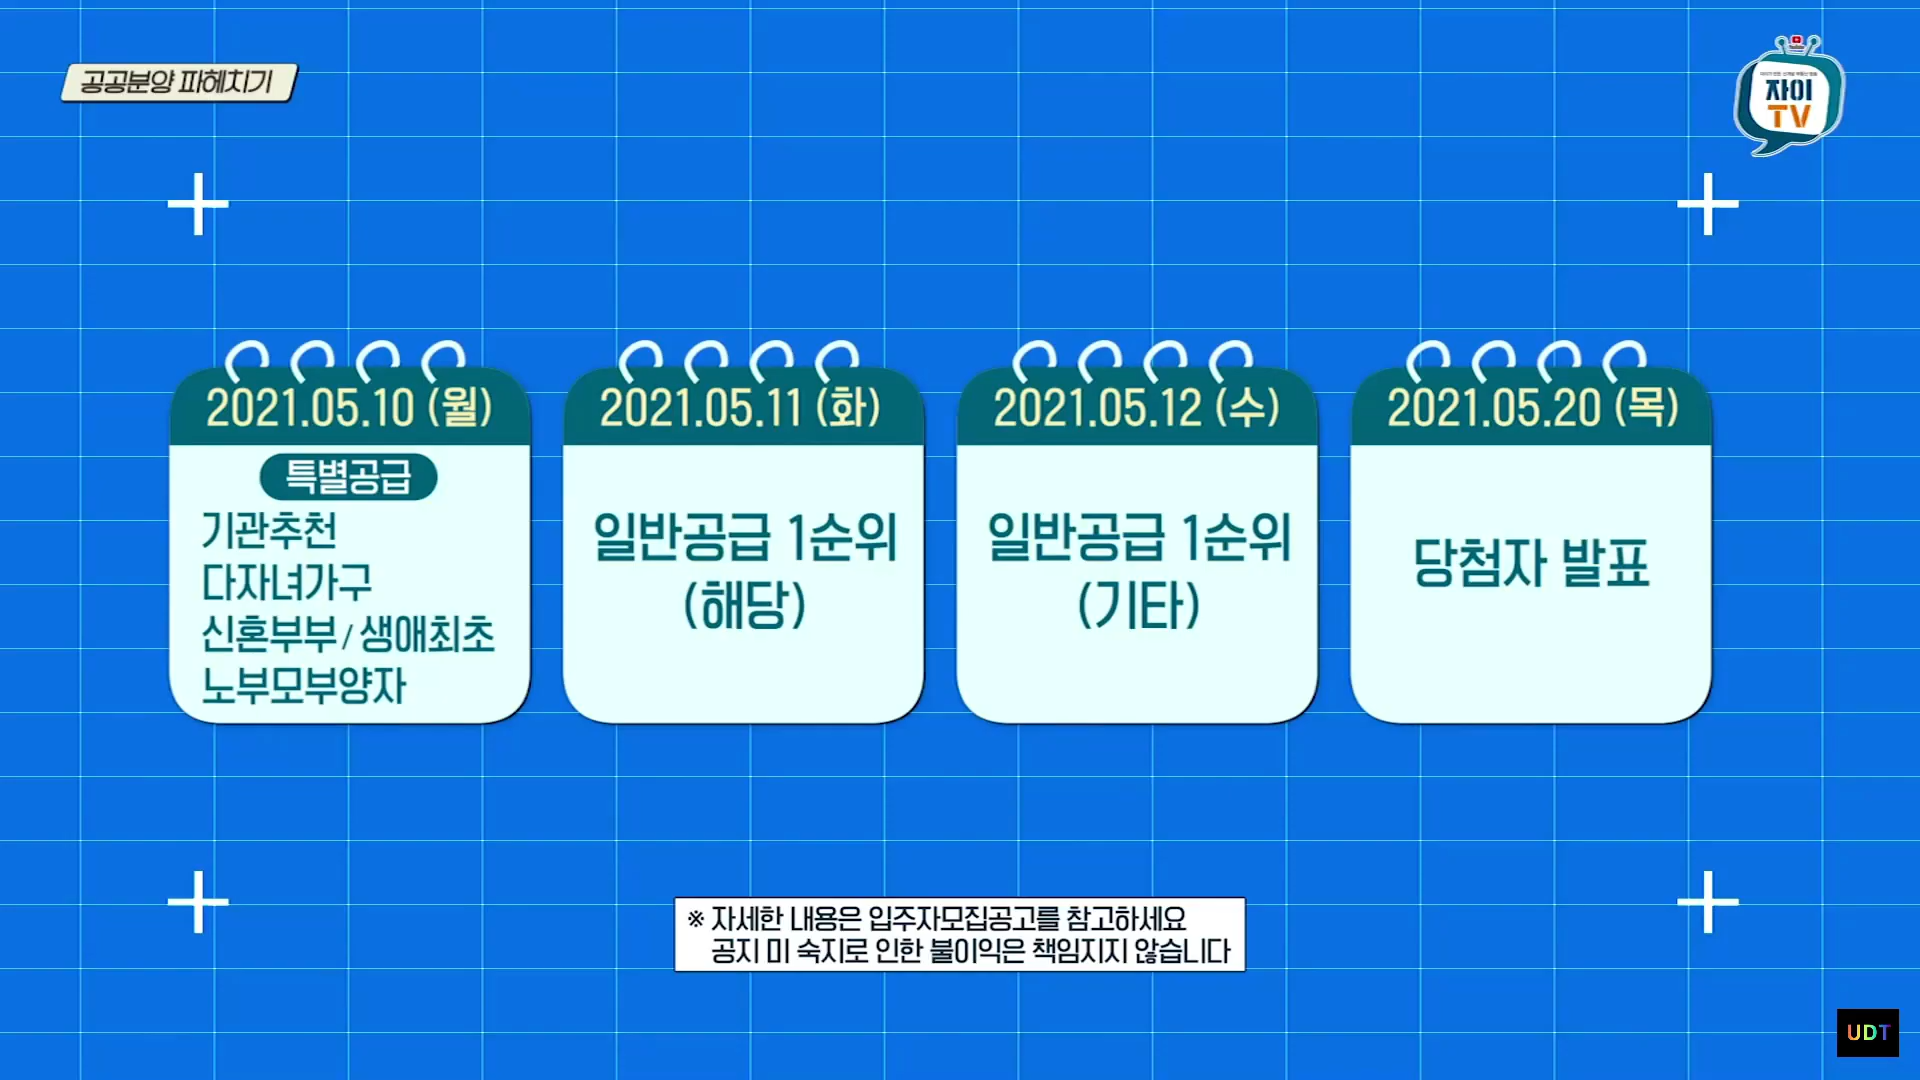 공공분양 파헤치기
자이
TV
2021.05.10 (월)
특별공급
기관추천
다자녀가구
신혼부부 / 생애최초
노부모부양자
2021.05.11 (화)
일반공급 1순위
(해당)
2021.05.12 (수)
일반공급 1순위
(기타)
2021.05.20 (목)
당첨자 발표
※ 자세한 내용은 입주자모집공고를 참고하세요
공지 미 숙지로 인한 불이익은 책임지지 않습니다
UDT